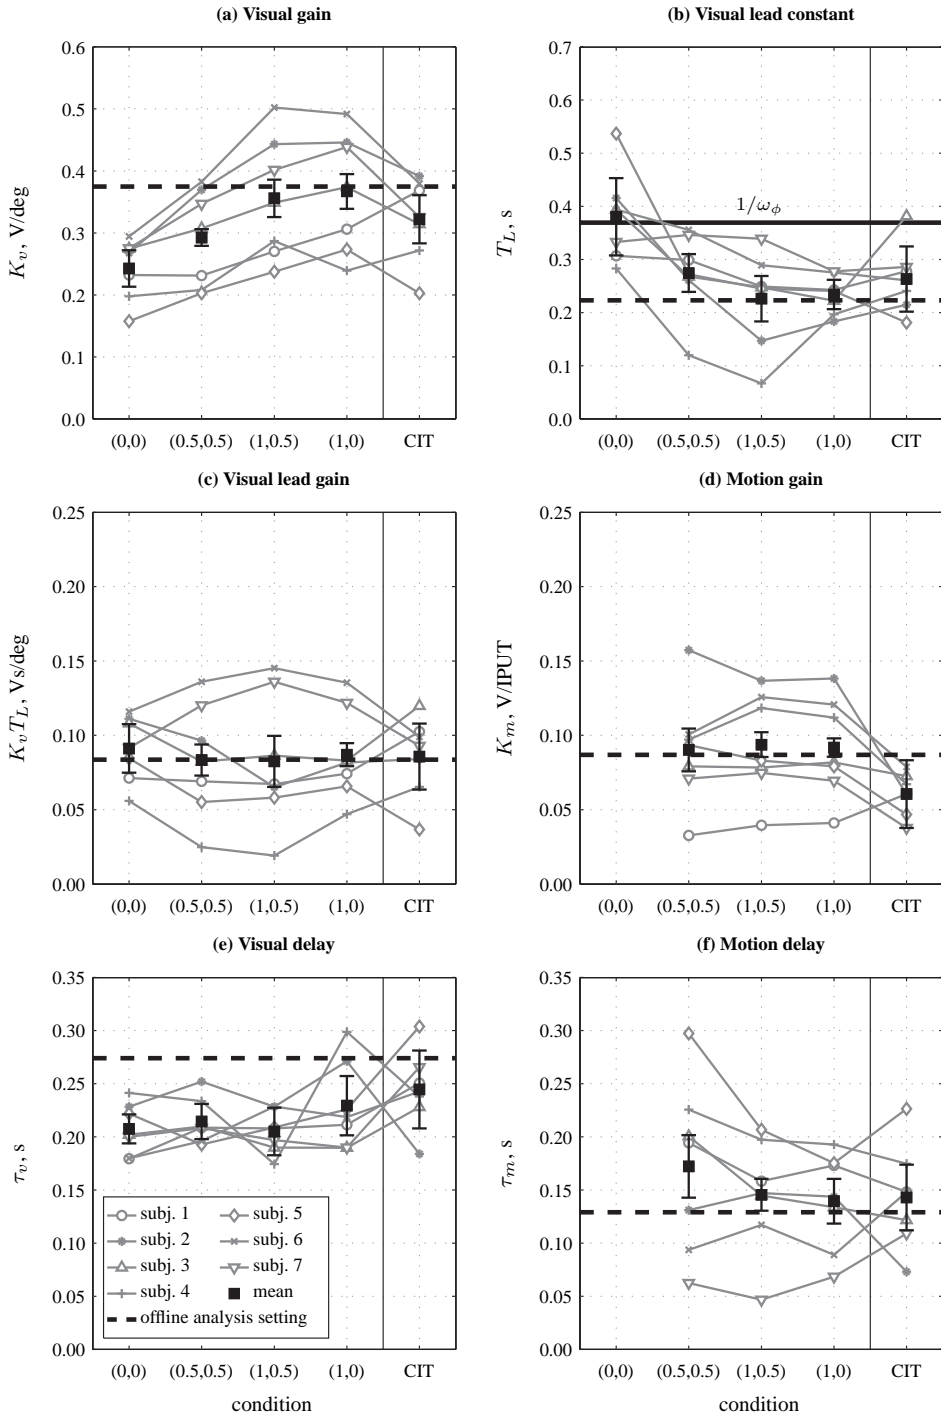 (a) Visual gain
0.6
0.5
0.4
0.3
0.2
0.1
0.0
K_v, V/deg
(0,0) (0.5,0.5) (1,0.5) (1,0) CIT
(b) Visual lead constant
0.7
0.6
0.5
0.4
0.3
0.2
0.1
0.0
T_L, s
1/ω_ϕ
(0,0) (0.5,0.5) (1,0.5) (1,0) CIT
(c) Visual lead gain
0.25
0.20
0.15
0.10
0.05
0.00
K_vT_L, Vs/deg
(0,0) (0.5,0.5) (1,0.5) (1,0) CIT
(d) Motion gain
0.25
0.20
0.15
0.10
0.05
0.00
K_m, V/IPUT
(0,0) (0.5,0.5) (1,0.5) (1,0) CIT
(e) Visual delay
0.35
0.30
0.25
0.20
0.15
0.10
0.05
0.00
τ_v, s
subj. 1 subj. 5
subj. 2 subj. 6
subj. 3 subj. 7
subj. 4 mean
offline analysis setting
(0,0) (0.5,0.5) (1,0.5) (1,0) CIT
condition
(f) Motion delay
0.35
0.30
0.25
0.20
0.15
0.10
0.05
0.00
τ_m, s
(0,0) (0.5,0.5) (1,0.5) (1,0) CIT
condition